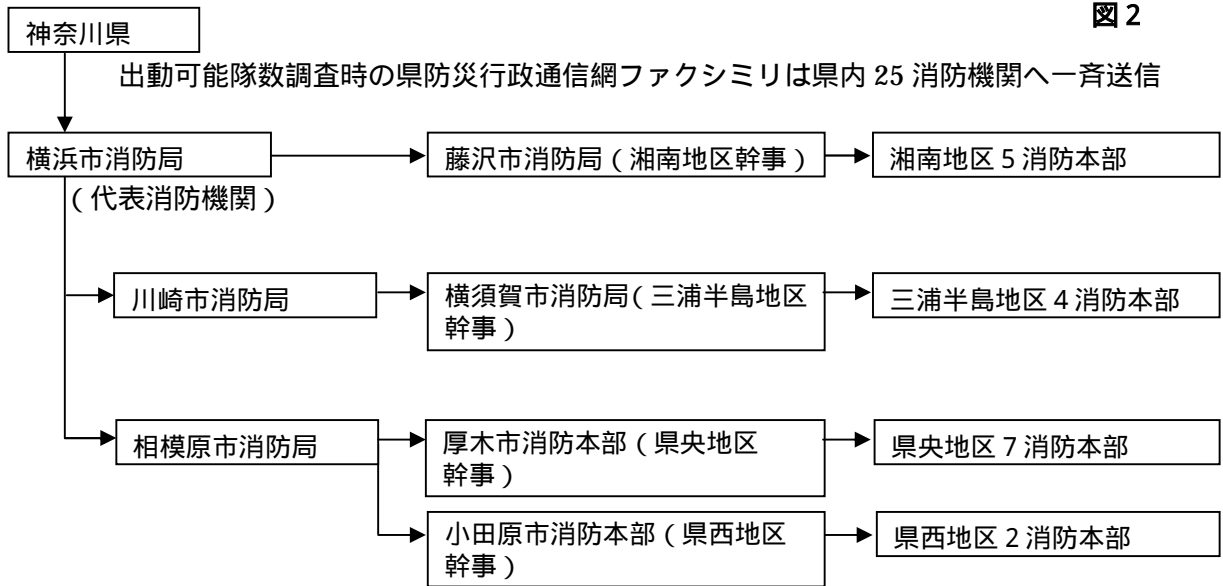 図2
神奈川県
出動可能隊数調査時の県防災行政通信網ファクシミリは県内 25 消防機関へ一斉送信
横浜市消防局
(代表消防機関)
藤沢市消防局(湘南地区幹事)
湘南地区5消防本部
川崎市消防局
横須賀市消防局(三浦半島地区
幹事)
三浦半島地区4消防本部
相模原市消防局
厚木市消防本部(県央地区
幹事)
県央地区7消防本部
小田原市消防本部(県西地区
幹事)
県西地区2消防本部